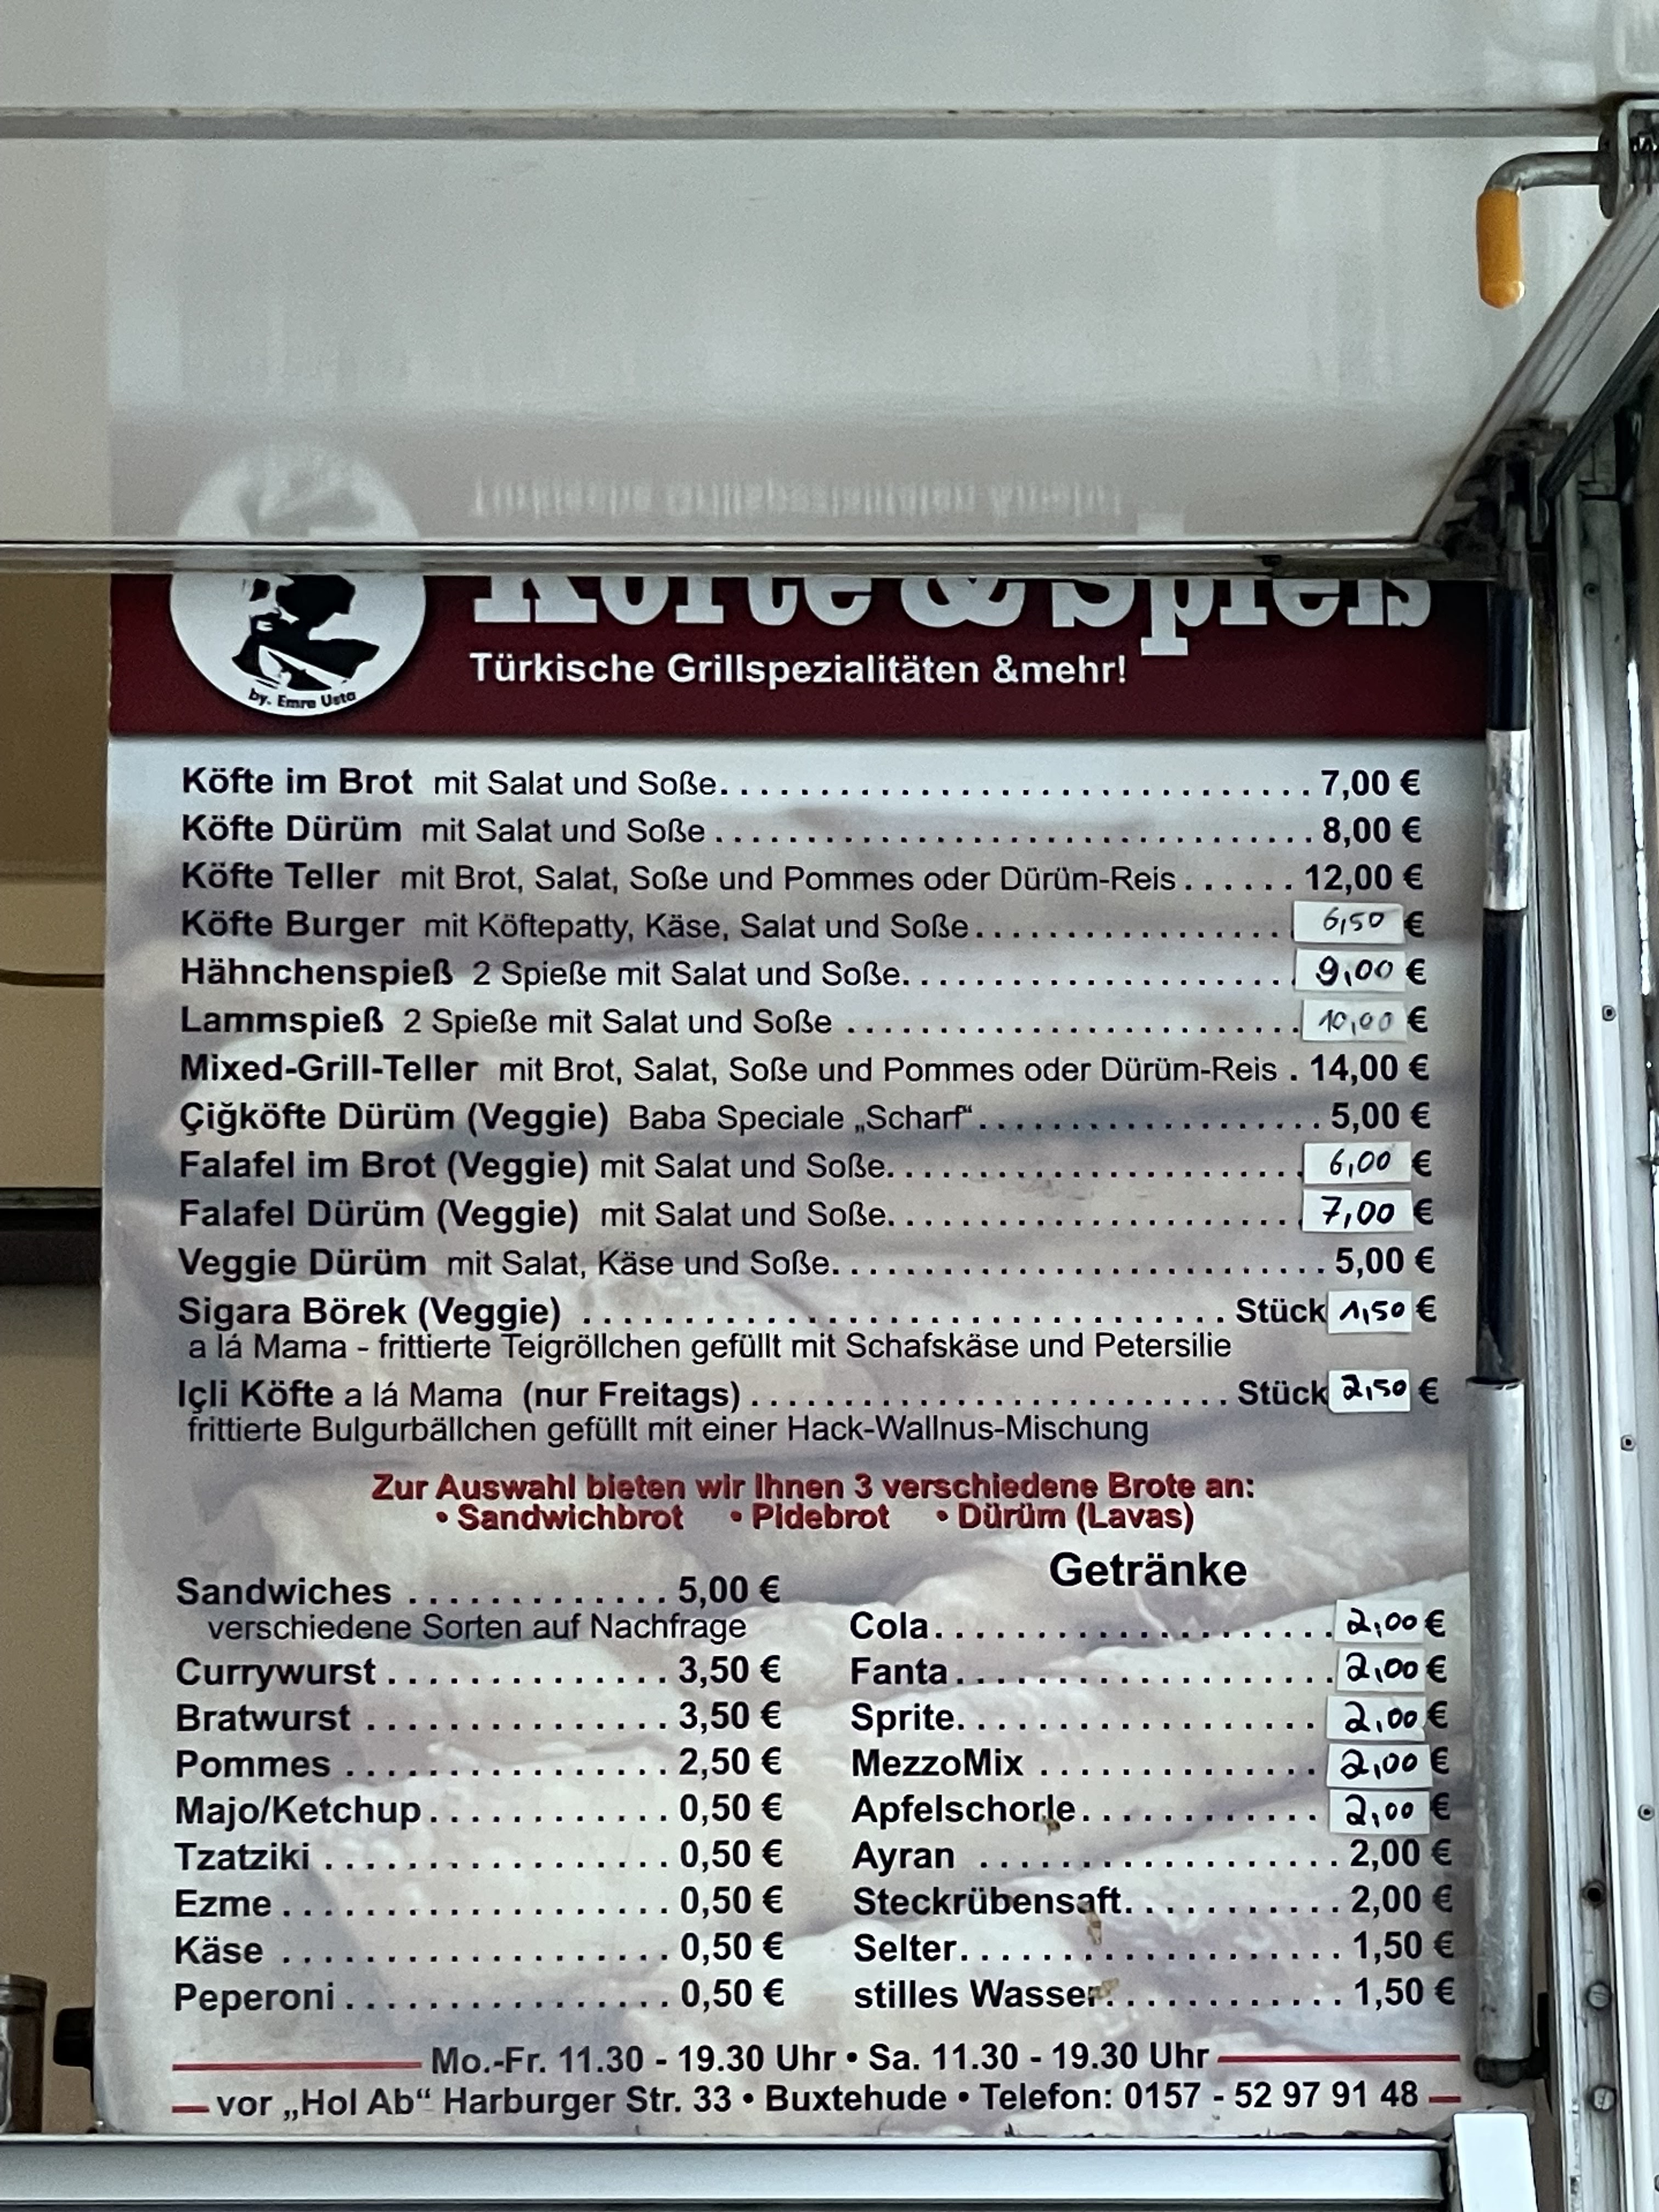 Köfte & Spieß
by. Emre Usta
Türkische Grillspezialitäten &mehr!
Köfte im Brot mit Salat und Soße. . . . . . . . . . . . . . . . . . . . . . . . . . . . . . 7,00 €
Köfte Dürüm mit Salat und Soße . . . . . . . . . . . . . . . . . . . . . . . . . . . . . . 8,00 €
Köfte Teller mit Brot, Salat, Soße und Pommes oder Dürüm-Reis . . . . . . 12,00 €
Köfte Burger mit Köftepatty, Käse, Salat und Soße. . . . . . . . . . . . . . . . 6,50 €
Hähnchenspieß 2 Spieße mit Salat und Soße. . . . . . . . . . . . . . . . . . . . 9,00 €
Lammspieß 2 Spieße mit Salat und Soße . . . . . . . . . . . . . . . . . . . . . . . 10,00 €
Mixed-Grill-Teller mit Brot, Salat, Soße und Pommes oder Dürüm-Reis . 14,00 €
Çiğköfte Dürüm (Veggie) Baba Speciale „Scharf“. . . . . . . . . . . . . . . . . . 5,00 €
Falafel im Brot (Veggie) mit Salat und Soße. . . . . . . . . . . . . . . . . . . . . 6,00 €
Falafel Dürüm (Veggie) mit Salat und Soße. . . . . . . . . . . . . . . . . . . . . 7,00 €
Veggie Dürüm mit Salat, Käse und Soße. . . . . . . . . . . . . . . . . . . . . . . . . 5,00 €
Sigara Börek (Veggie) . . . . . . . . . . . . . . . . . . . . . . . . . . . . . . . . . Stück 1,50 €
a lá Mama - frittierte Teigröllchen gefüllt mit Schafskäse und Petersilie
Içli Köfte a lá Mama (nur Freitags) . . . . . . . . . . . . . . . . . . . . . . . . Stück 2,50 €
frittierte Bulgurbällchen gefüllt mit einer Hack-Wallnus-Mischung
Zur Auswahl bieten wir Ihnen 3 verschiedene Brote an:
• Sandwichbrot • Pidebrot • Dürüm (Lavas)
Sandwiches . . . . . . . . . . . . . 5,00 €
verschiedene Sorten auf Nachfrage
Currywurst . . . . . . . . . . . . . . 3,50 €
Bratwurst . . . . . . . . . . . . . . . 3,50 €
Pommes . . . . . . . . . . . . . . . . 2,50 €
Majo/Ketchup . . . . . . . . . . . . 0,50 €
Tzatziki . . . . . . . . . . . . . . . . . 0,50 €
Ezme . . . . . . . . . . . . . . . . . . . 0,50 €
Käse . . . . . . . . . . . . . . . . . . . 0,50 €
Peperoni . . . . . . . . . . . . . . . . 0,50 €
Getränke
Cola. . . . . . . . . . . . . . . . . . . . . 2,00 €
Fanta . . . . . . . . . . . . . . . . . . . . 2,00 €
Sprite. . . . . . . . . . . . . . . . . . . 2,00 €
MezzoMix . . . . . . . . . . . . . . 2,00 €
Apfelschorle. . . . . . . . . . . . 2,00 €
Ayran . . . . . . . . . . . . . . . . . . 2,00 €
Steckrübensaft. . . . . . . . . . . 2,00 €
Selter. . . . . . . . . . . . . . . . . . . 1,50 €
stilles Wasser. . . . . . . . . . . . 1,50 €
Mo.-Fr. 11.30 - 19.30 Uhr • Sa. 11.30 - 19.30 Uhr
vor „Hol Ab“ Harburger Str. 33 • Buxtehude • Telefon: 0157 - 52 97 91 48